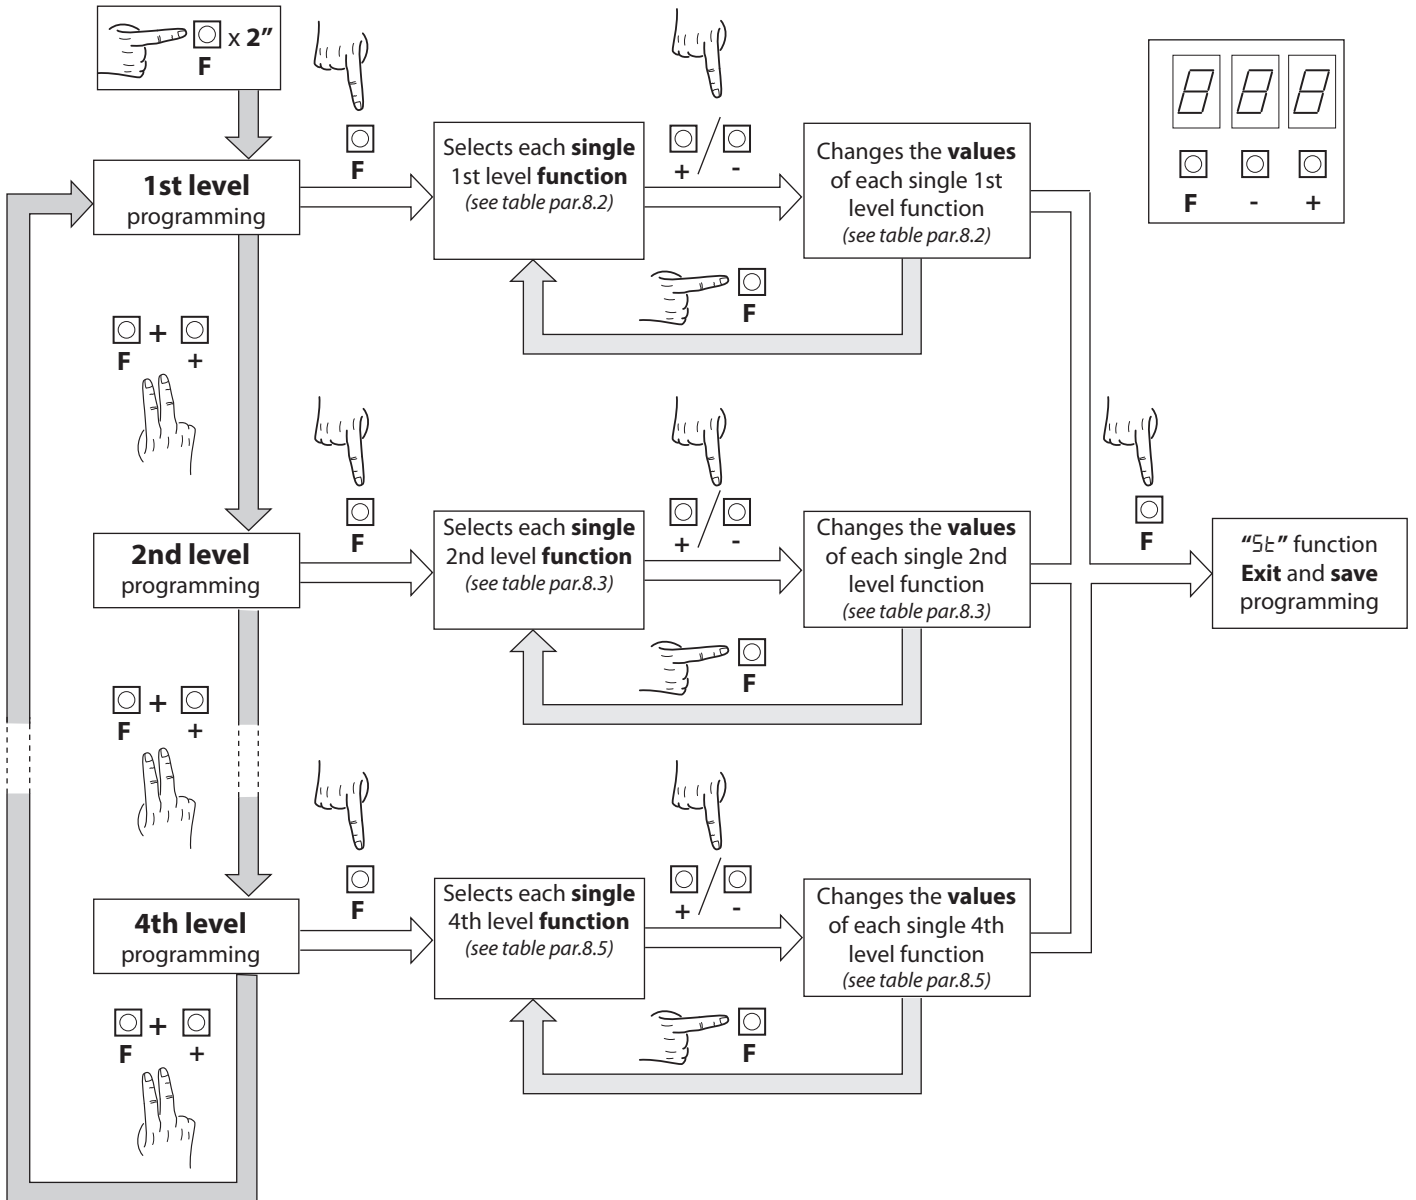 x 2”
F
F
+ / -
F - +
1st level
programming
Selects each single
1st level function
(see table par.8.2)
Changes the values
of each single 1st
level function
(see table par.8.2)
F
F + +
F
+ / -
F
2nd level
programming
Selects each single
2nd level function
(see table par.8.3)
Changes the values
of each single 2nd
level function
(see table par.8.3)
F
“St” function
Exit and save
programming
F + +
F
+ / -
4th level
programming
Selects each single
4th level function
(see table par.8.5)
Changes the values
of each single 4th
level function
(see table par.8.5)
F
F + +